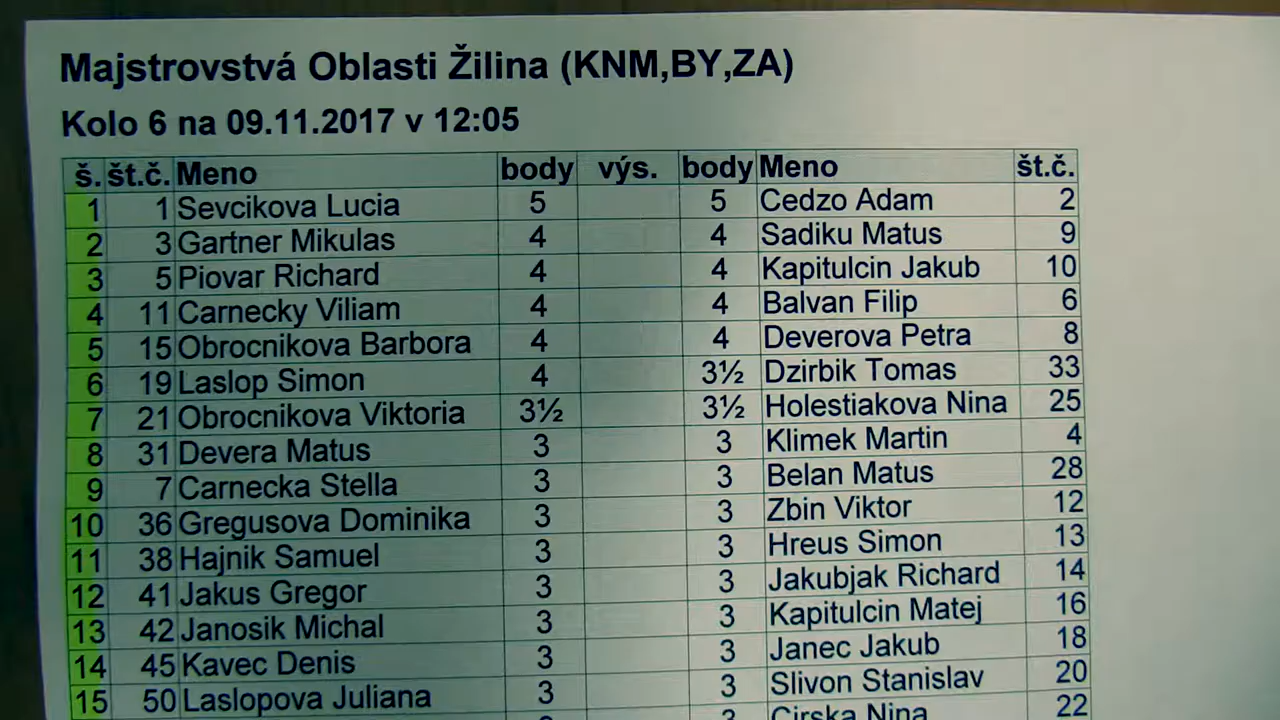 Majstrovstvá Oblasti Žilina (KNM,BY,ZA)
Kolo 6 na 09.11.2017 v 12:05
š. št.č. Meno body výs. body Meno št.č.
1 1 Sevcikova Lucia 5 5 Cedzo Adam 2
2 3 Gartner Mikulas 4 4 Sadiku Matus 9
3 5 Piovar Richard 4 4 Kapitulcin Jakub 10
4 11 Carnecky Viliam 4 4 Balvan Filip 6
5 15 Obrocnikova Barbora 4 4 Deverova Petra 8
6 19 Laslop Simon 4 3½ Dzirbik Tomas 33
7 21 Obrocnikova Viktoria 3½ 3½ Holestiakova Nina 25
8 31 Devera Matus 3 3 Klimek Martin 4
9 7 Carnecka Stella 3 3 Belan Matus 28
10 36 Gregusova Dominika 3 3 Zbin Viktor 12
11 38 Hajnik Samuel 3 3 Hreus Simon 13
12 41 Jakus Gregor 3 3 Jakubjak Richard 14
13 42 Janosik Michal 3 3 Kapitulcin Matej 16
14 45 Kavec Denis 3 3 Janec Jakub 18
15 50 Laslopova Juliana 3 3 Slivon Stanislav 20
Cirska Nina 22